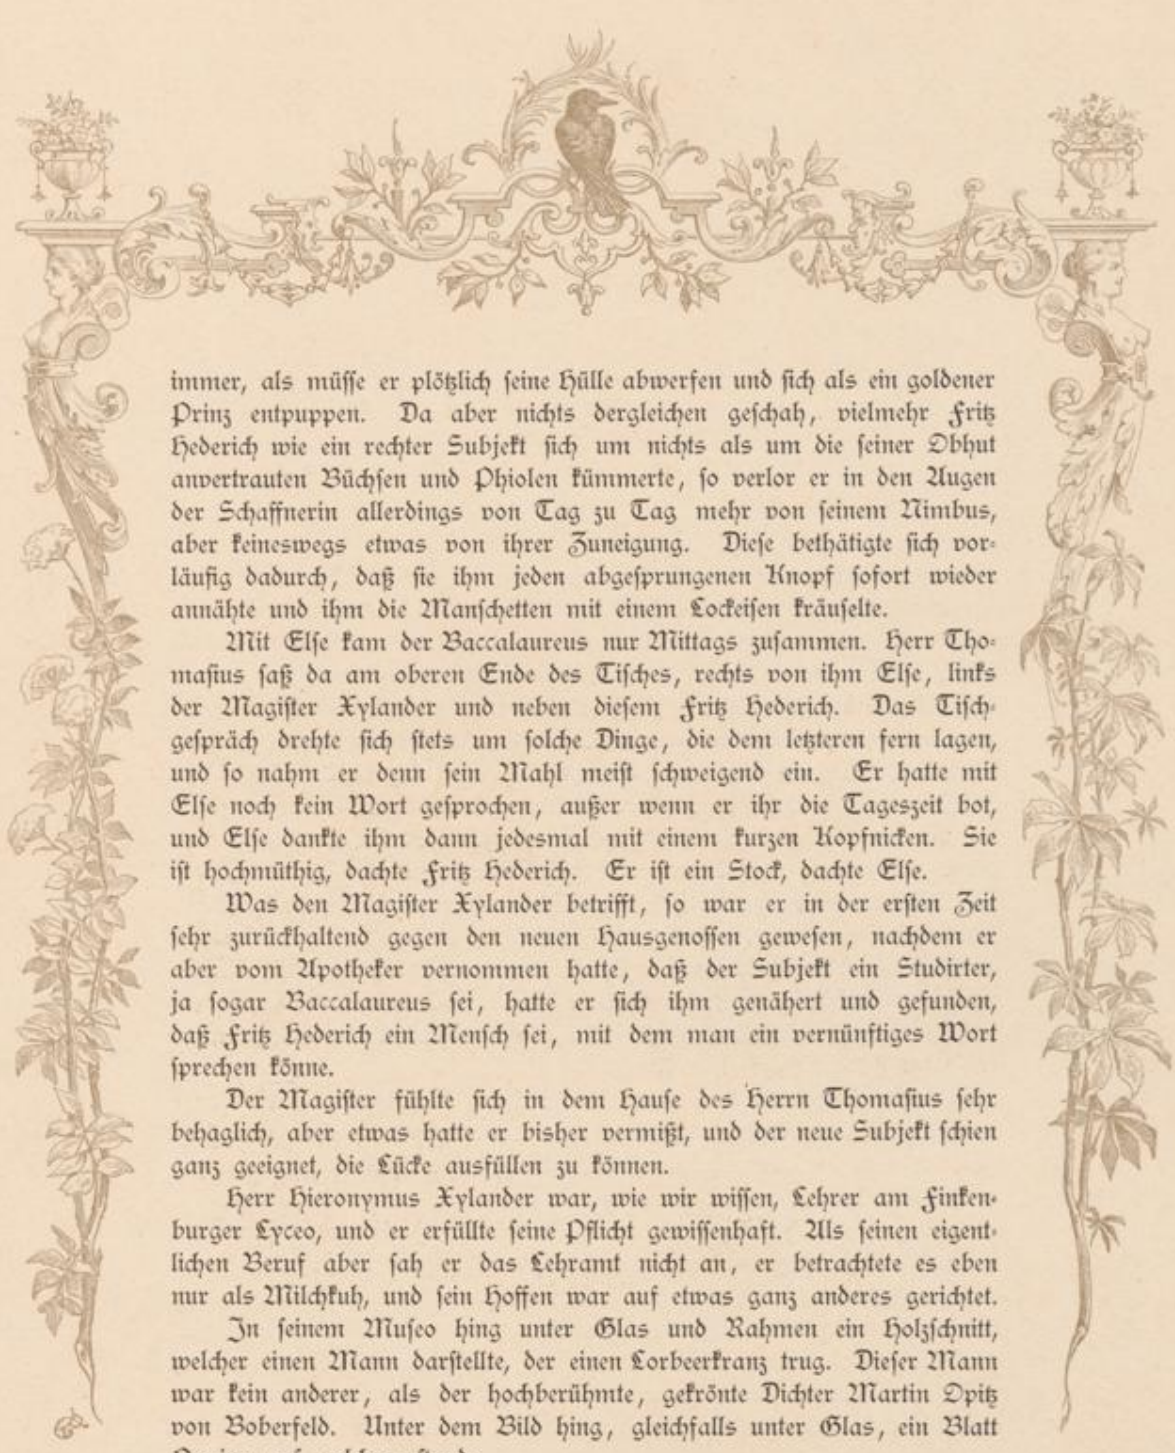 immer, als müsse er plötzlich seine Hülle abwerfen und sich als ein goldener
Prinz entpuppen. Da aber nichts dergleichen geschah, vielmehr Fritz
Hederich wie ein rechter Subjekt sich um nichts als um die seiner Obhut
anvertrauten Büchsen und Phiolen kümmerte, so verlor er in den Augen
der Schaffnerin allerdings von Tag zu Tag mehr von seinem Nimbus,
aber keineswegs etwas von ihrer Zuneigung. Diese bethätigte sich vor-
läufig dadurch, daß sie ihm jeden abgesprungenen Knopf sofort wieder
annähte und ihm die Manschetten mit einem Lockeisen kräuselte.
Mit Else kam der Baccalaureus nur Mittags zusammen. Herr Tho-
masius saß da am oberen Ende des Tisches, rechts von ihm Else, links
der Magister Xylander und neben diesem Fritz Hederich. Das Tisch-
gespräch drehte sich stets um solche Dinge, die dem letzteren fern lagen,
und so nahm er denn sein Mahl meist schweigend ein. Er hatte mit
Else noch kein Wort gesprochen, außer wenn er ihr die Tageszeit bot,
und Else dankte ihm dann jedesmal mit einem kurzen Kopfnicken. Sie
ist hochmüthig, dachte Fritz Hederich. Er ist ein Stock, dachte Else.
Was den Magister Xylander betrifft, so war er in der ersten Zeit
sehr zurückhaltend gegen den neuen Hausgenossen gewesen, nachdem er
aber vom Apotheker vernommen hatte, daß der Subjekt ein Studirter,
ja sogar Baccalaureus sei, hatte er sich ihm genähert und gefunden,
daß Fritz Hederich ein Mensch sei, mit dem man ein vernünftiges Wort
sprechen könne.
Der Magister fühlte sich in dem Hause des Herrn Thomasius sehr
behaglich, aber etwas hatte er bisher vermißt, und der neue Subjekt schien
ganz geeignet, die Lücke ausfüllen zu können.
Herr Hieronymus Xylander war, wie wir wissen, Lehrer am Finken-
burger Lyceo, und er erfüllte seine Pflicht gewissenhaft. Als seinen eigent-
lichen Beruf aber sah er das Lehramt nicht an, er betrachtete es eben
nur als Milchkuh, und sein Hoffen war auf etwas ganz anderes gerichtet.
In seinem Museo hing unter Glas und Rahmen ein Holzschnitt,
welcher einen Mann darstellte, der einen Lorbeerkranz trug. Dieser Mann
war kein anderer, als der hochberühmte, gekrönte Dichter Martin Opitz
von Boberfeld. Unter dem Bild hing, gleichfalls unter Glas, ein Blatt